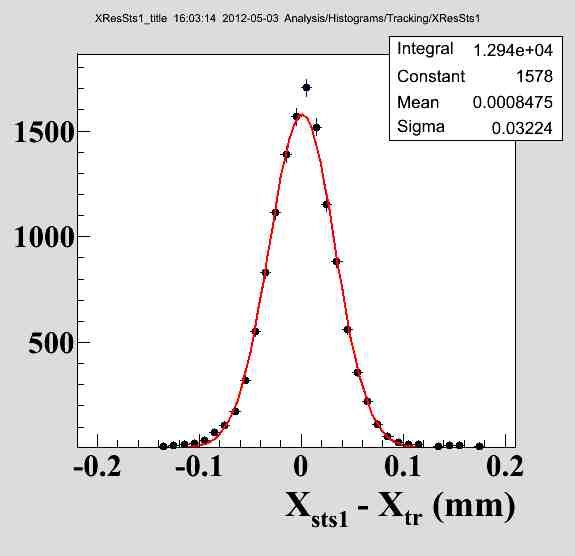 XResSts1_title 16:03:14 2012-05-03 Analysis/Histograms/Tracking/XResSts1
Integral 1.294e+04
Constant 1578
Mean 0.0008475
Sigma 0.03224
1500
1000
500
-0.2 -0.1 0 0.1 0.2
Xsts1 - Xtr (mm)